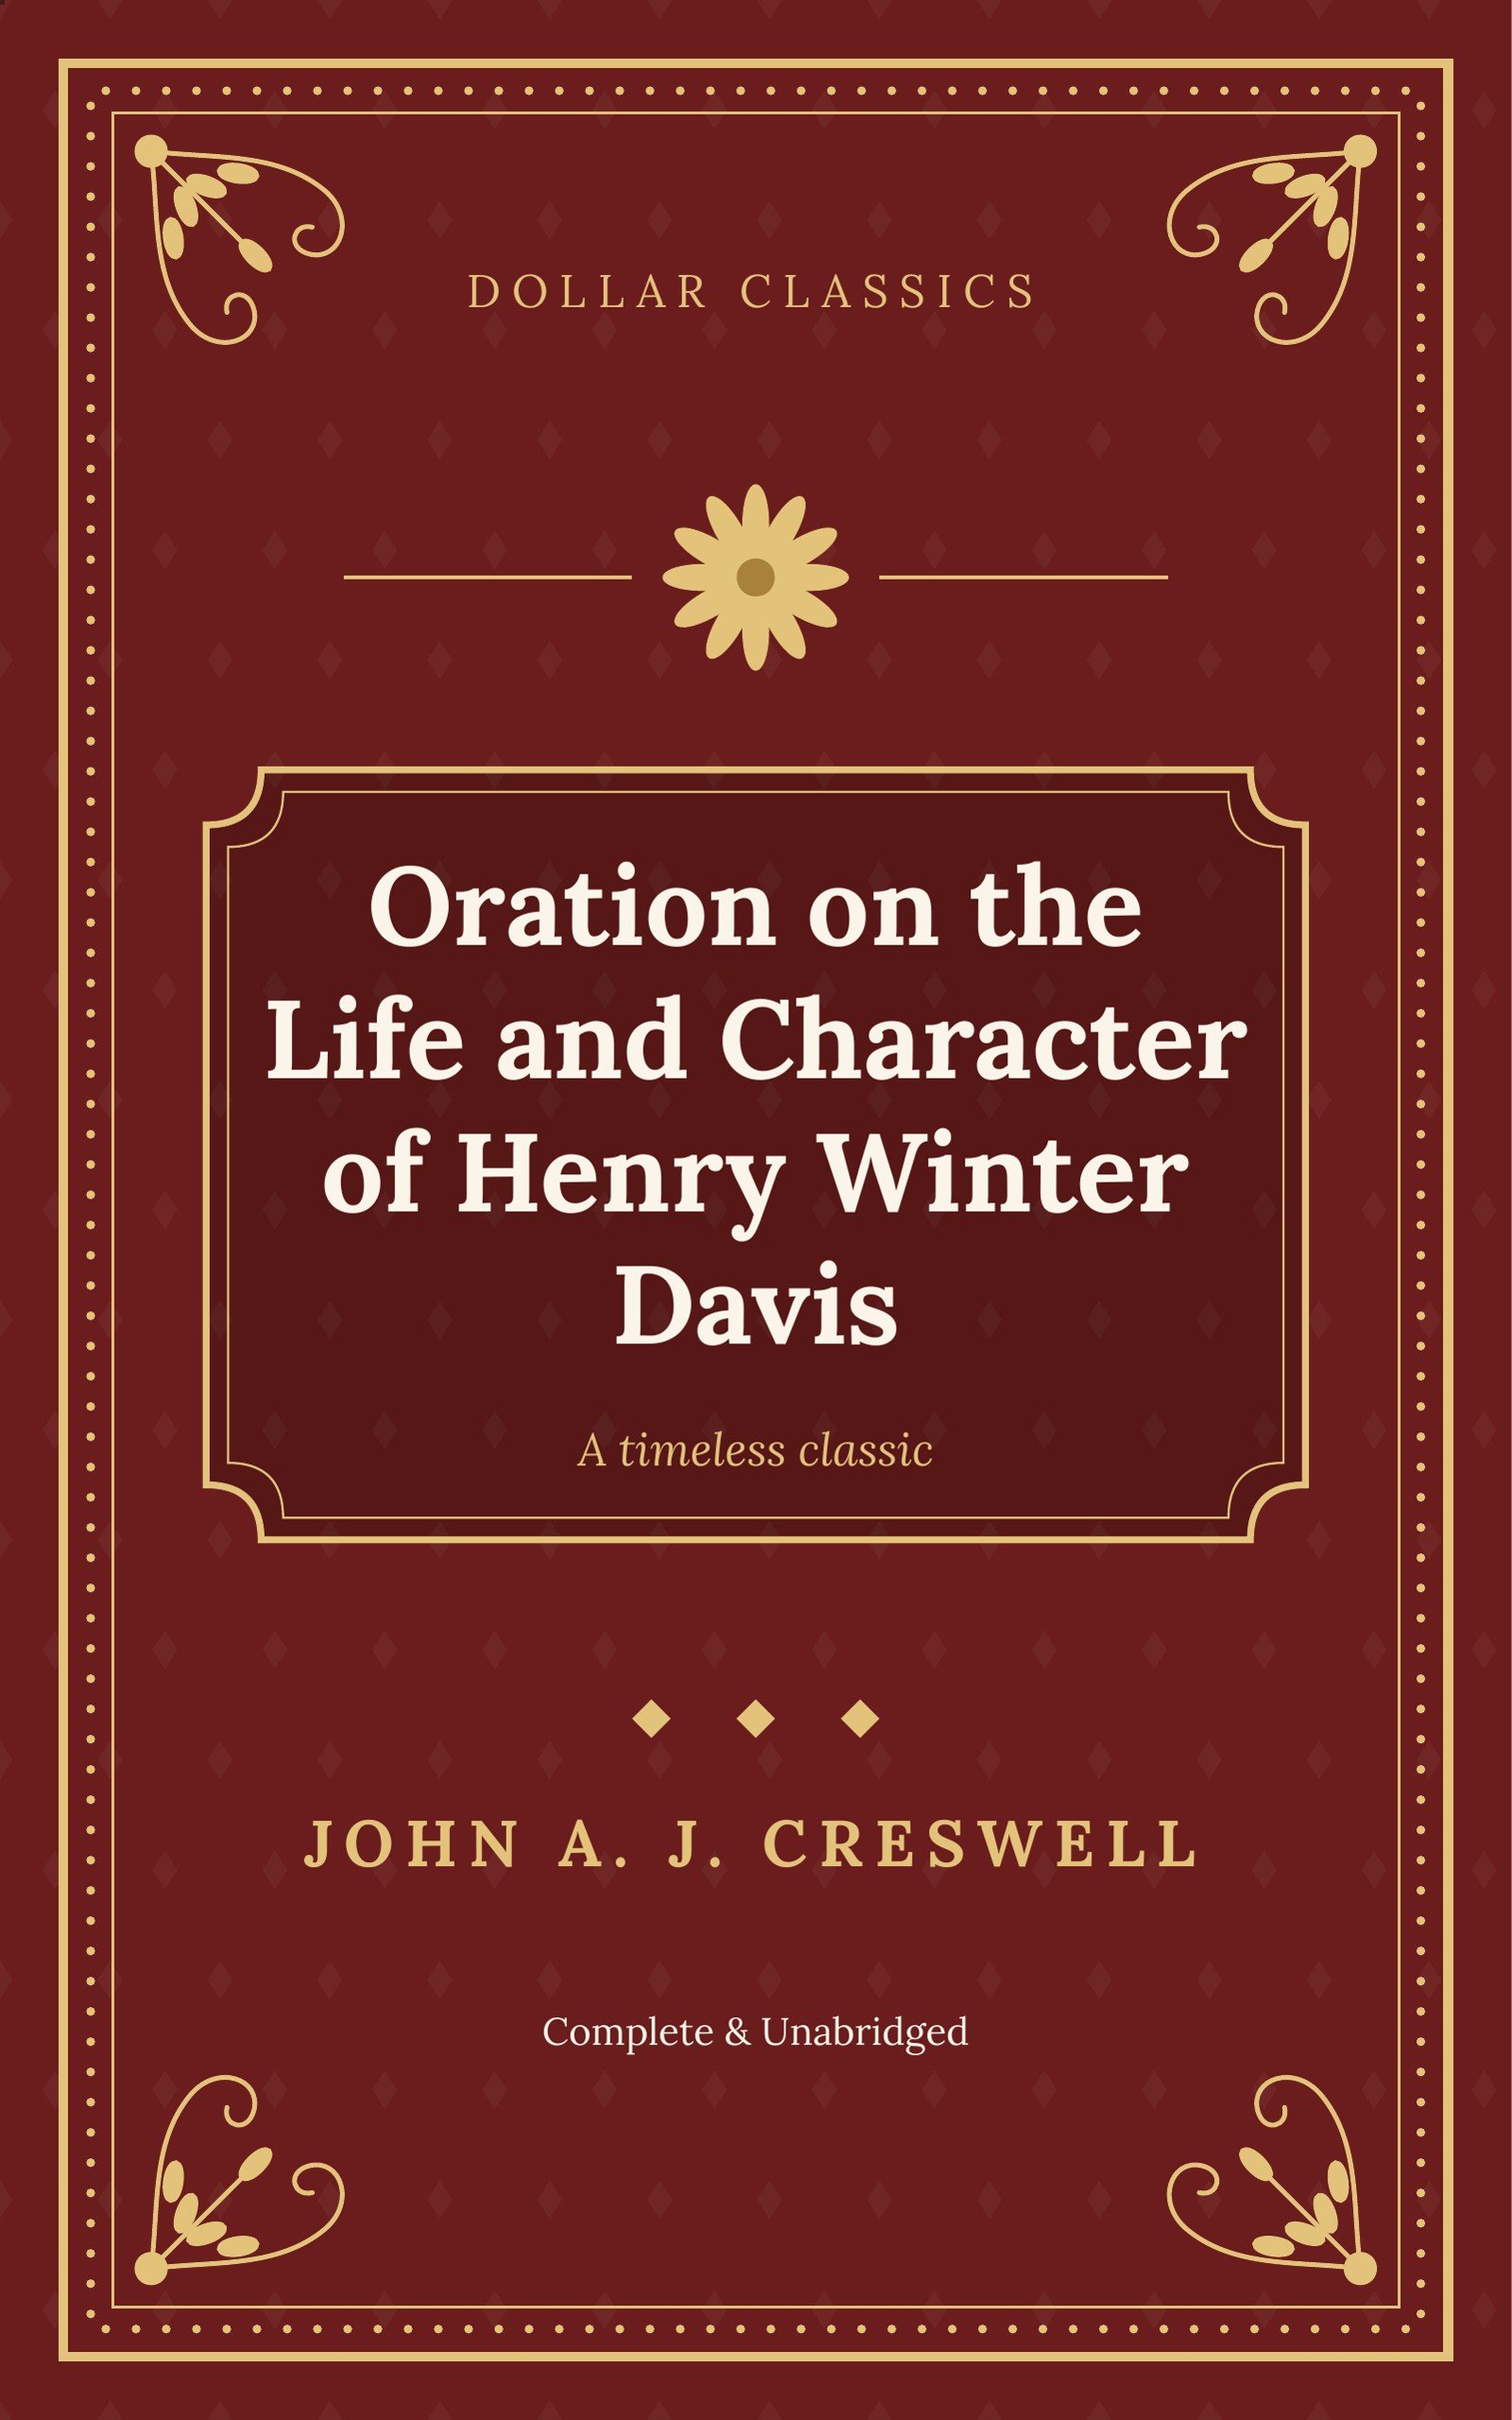 DOLLAR CLASSICS
Oration on the
Life and Character
of Henry Winter
Davis
A timeless classic
JOHN A. J. CRESWELL
Complete & Unabridged